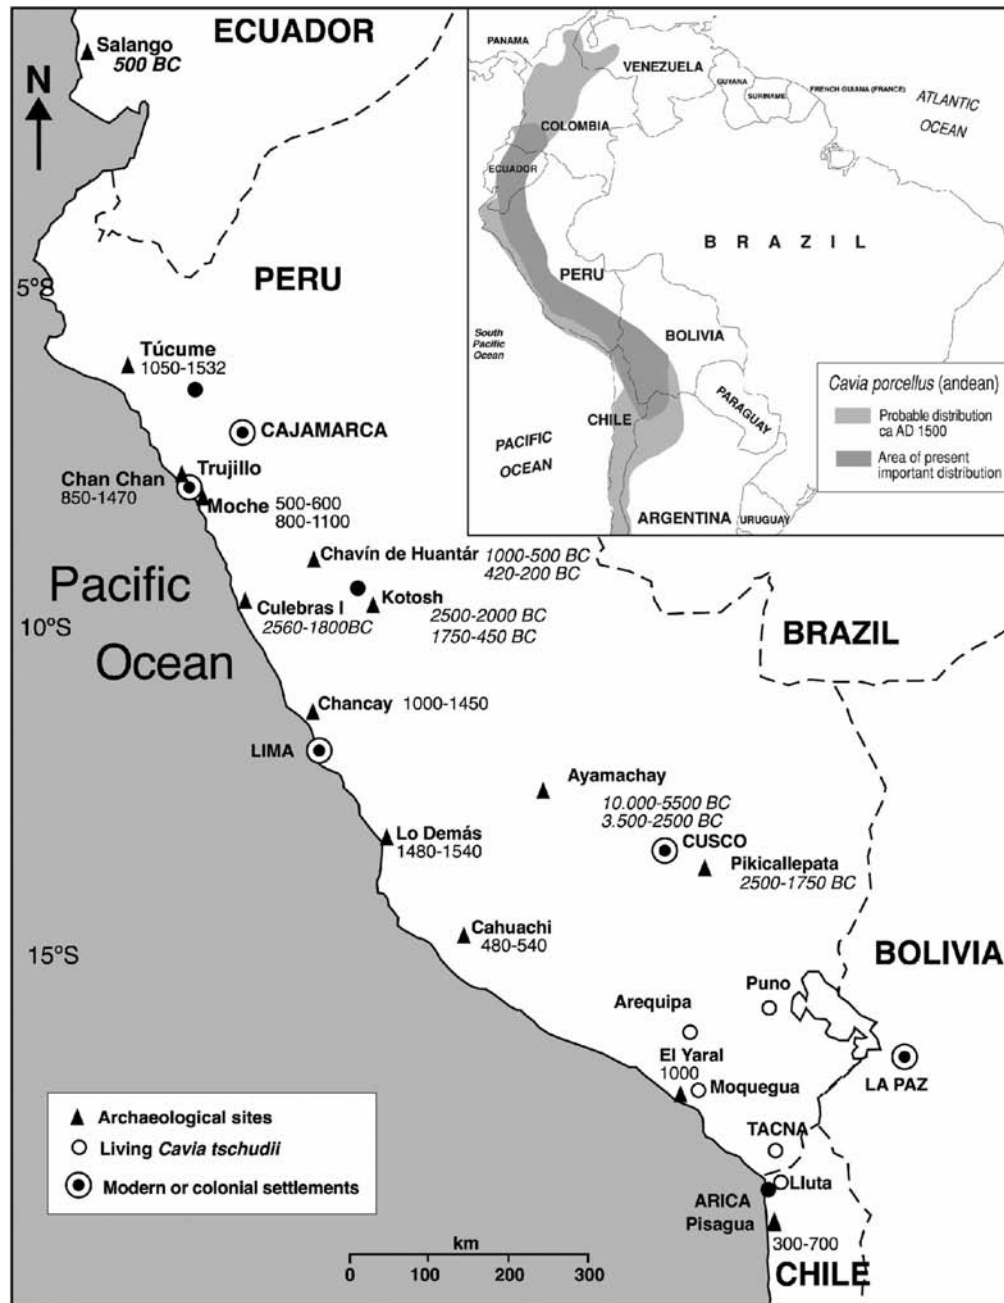 ECUADOR
Salango
500 BC
N
PERU
5ºS
Túcume
1050-1532
CAJAMARCA
Trujillo
Chan Chan
850-1470
Moche
500-600
800-1100
Chavín de Huantár
1000-500 BC
420-200 BC
Pacific
Ocean
Culebras I
2560-1800BC
Kotosh
2500-2000 BC
1750-450 BC
10ºS
BRAZIL
Chancay
1000-1450
LIMA
Ayamachay
10.000-5500 BC
3.500-2500 BC
CUSCO
Lo Demás
1480-1540
Pikicallepata
2500-1750 BC
Cahuachi
480-540
15ºS
BOLIVIA
Puno
Arequipa
El Yaral
1000
Moquegua
LA PAZ
TACNA
Lluta
ARICA
Pisagua
300-700
CHILE
Archaeological sites
Living Cavia tschudii
Modern or colonial settlements
km
0 100 200 300
PANAMA
VENEZUELA
GUYANA
SURINAME
FRENCH GUIANA (FRANCE)
ATLANTIC
OCEAN
COLOMBIA
ECUADOR
BRAZIL
PERU
South
Pacific
Ocean
BOLIVIA
PARAGUAY
CHILE
PACIFIC
OCEAN
ARGENTINA
URUGUAY
Cavia porcellus (andean)
Probable distribution
ca AD 1500
Area of present
important distribution